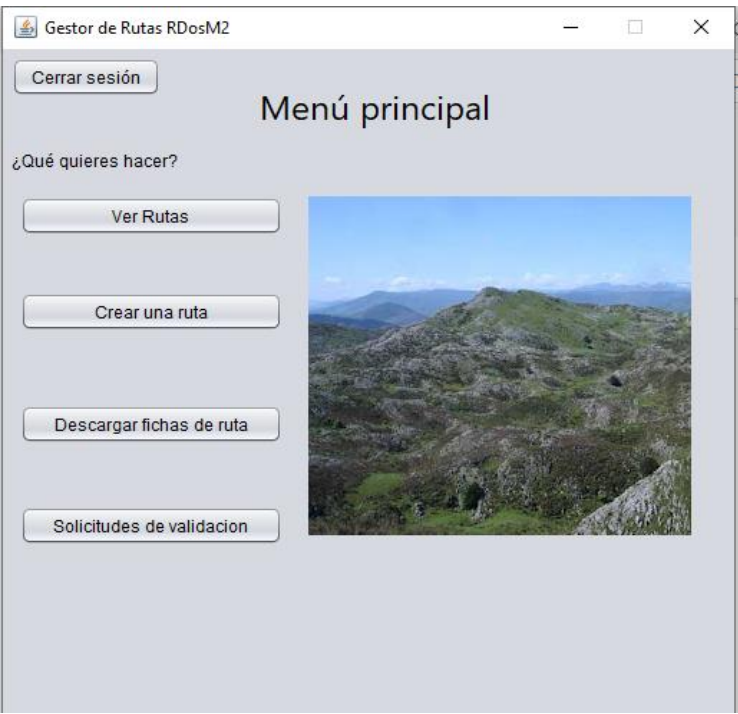 Gestor de Rutas RDosM2
Cerrar sesión
Menú principal
¿Qué quieres hacer?
Ver Rutas
Crear una ruta
Descargar fichas de ruta
Solicitudes de validacion